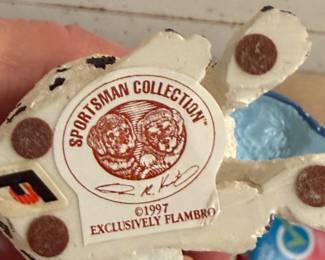 SPORTSMAN COLLECTION™
©1997
EXCLUSIVELY FLAMBRO
F